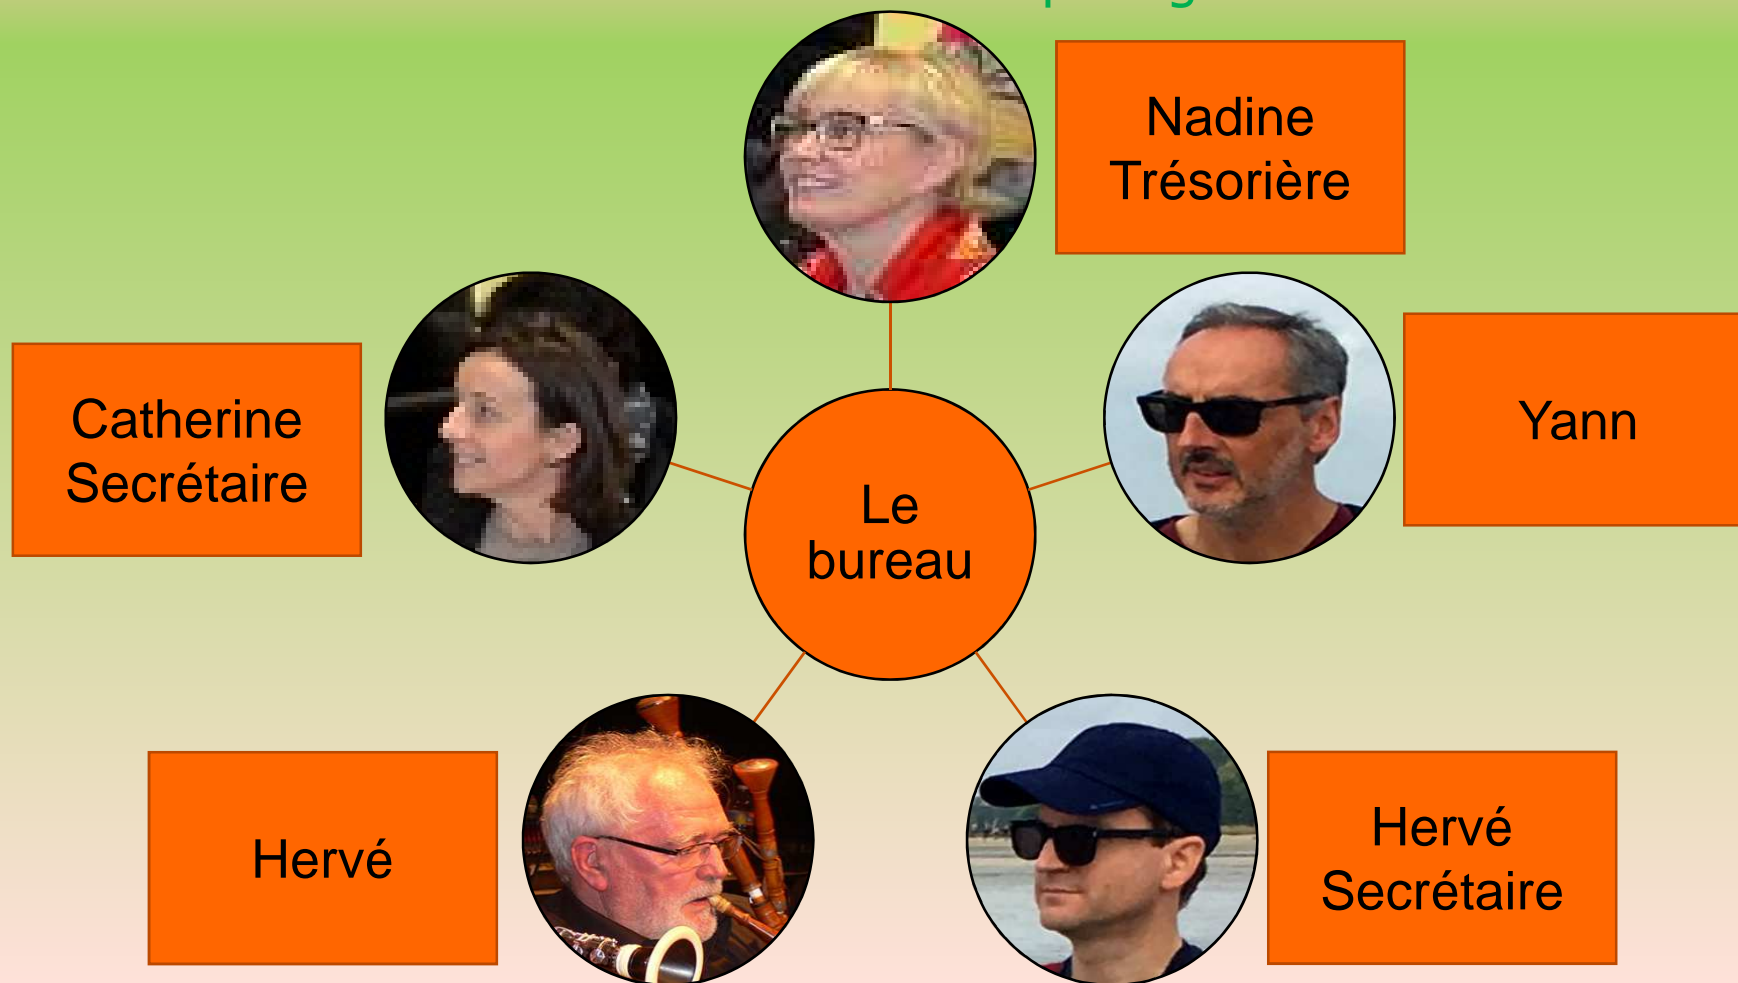 Nadine
Trésorière
Catherine
Secrétaire
Yann
Le
bureau
Hervé
Hervé
Secrétaire